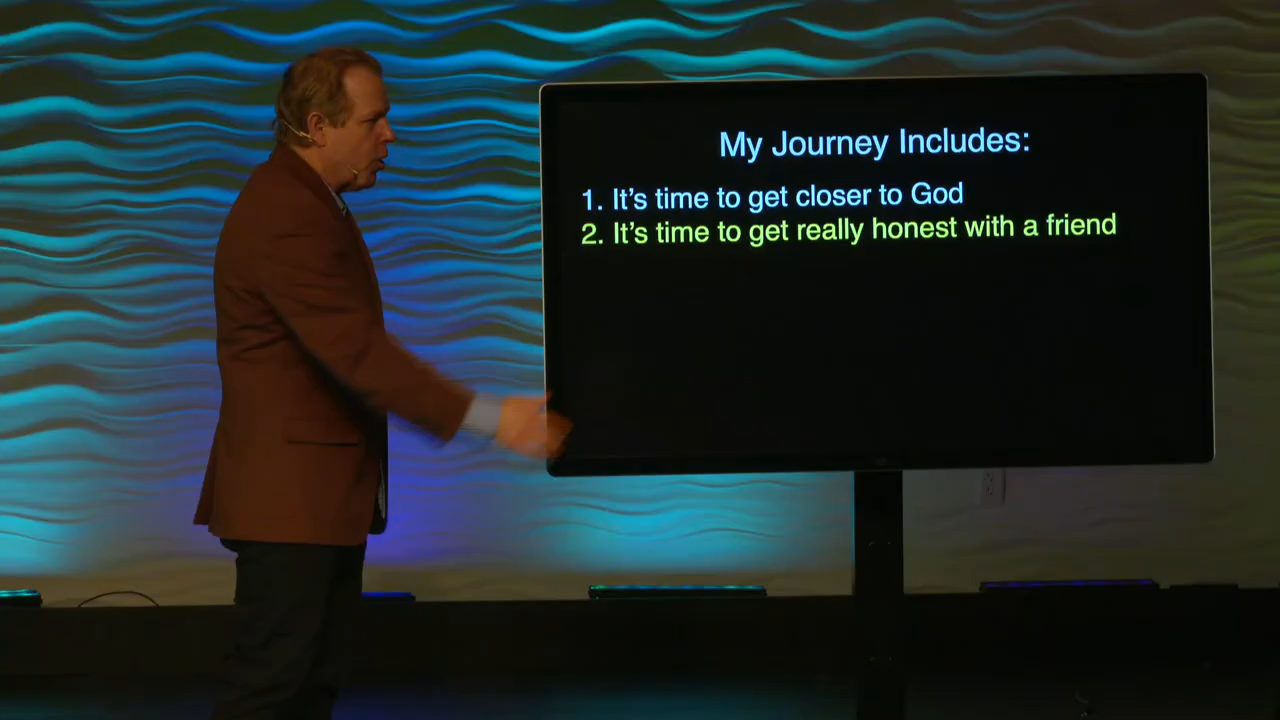 My Journey Includes:
1. It's time to get closer to God
2. It's time to get really honest with a friend